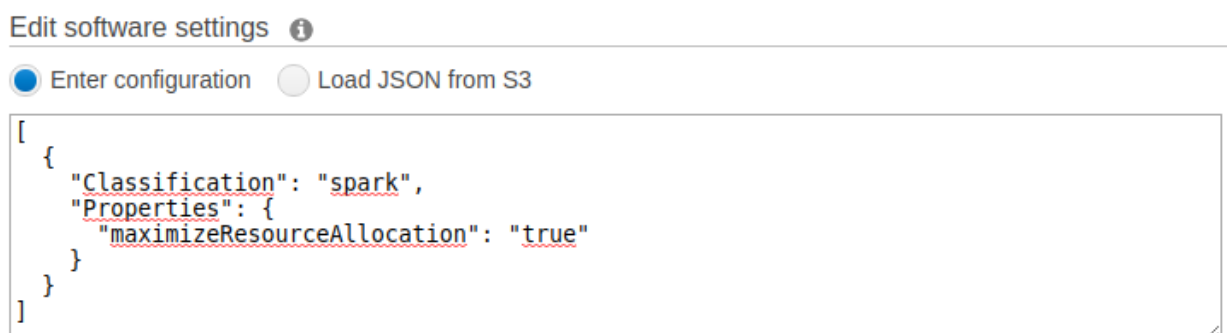 Edit software settings
Enter configuration Load JSON from S3
[
  {
    "Classification": "spark",
    "Properties": {
      "maximizeResourceAllocation": "true"
    }
  }
]